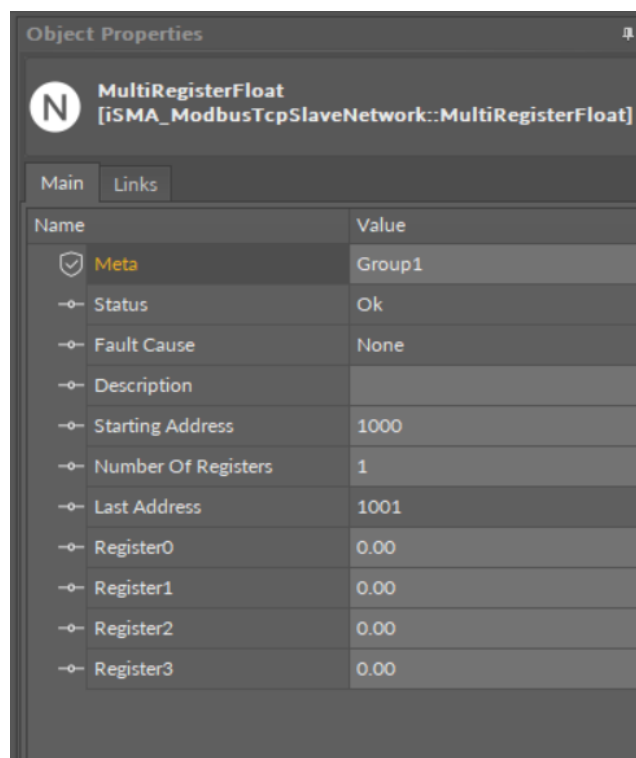 Object Properties
N
MultiRegisterFloat
[iSMA_ModbusTcpSlaveNetwork::MultiRegisterFloat]
Main Links
Name Value
Meta Group1
Status Ok
Fault Cause None
Description
Starting Address 1000
Number Of Registers 1
Last Address 1001
Register0 0.00
Register1 0.00
Register2 0.00
Register3 0.00